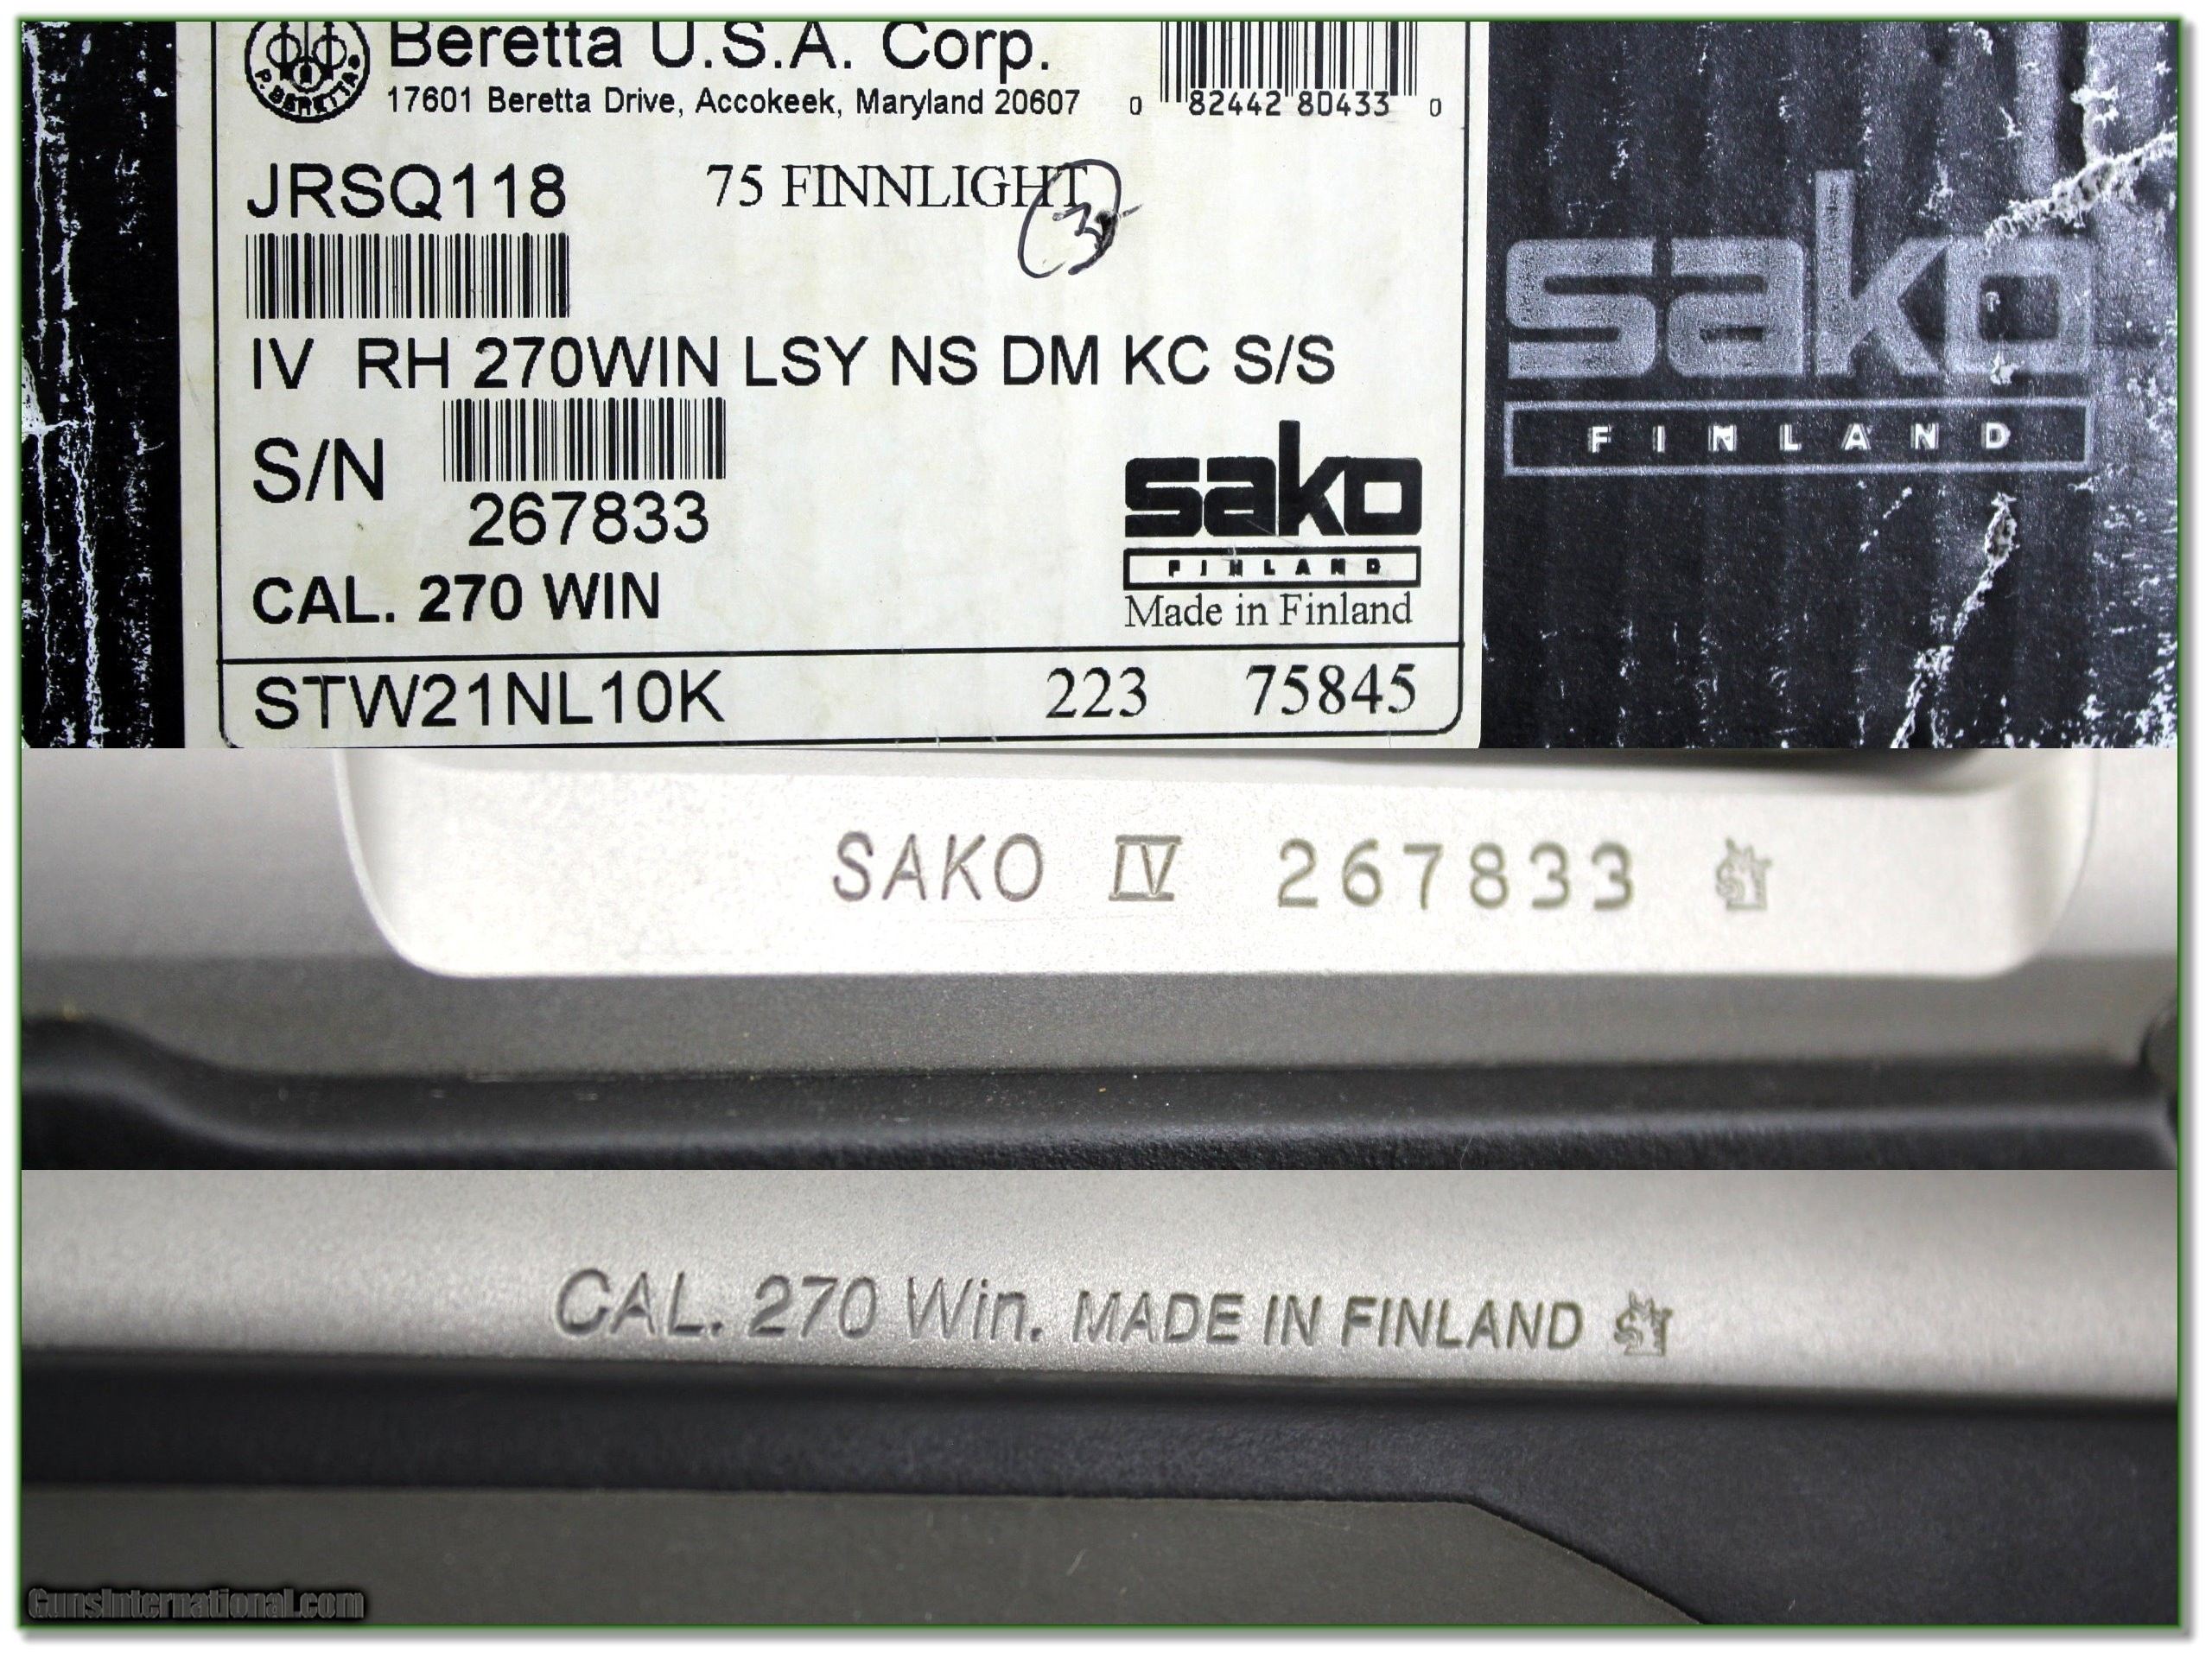 P. BERETTA
Beretta U.S.A. Corp.
17601 Beretta Drive, Accokeek, Maryland 20607
0 82442 80433 0
JRSQ118
75 FINNLIGHT
3
IV RH 270WIN LSY NS DM KC S/S
S/N
267833
CAL. 270 WIN
sako
FINLAND
Made in Finland
STW21NL10K 223 75845
sako
FINLAND
SAKO IV 267833
CAL. 270 Win. MADE IN FINLAND
GunsInternational.com